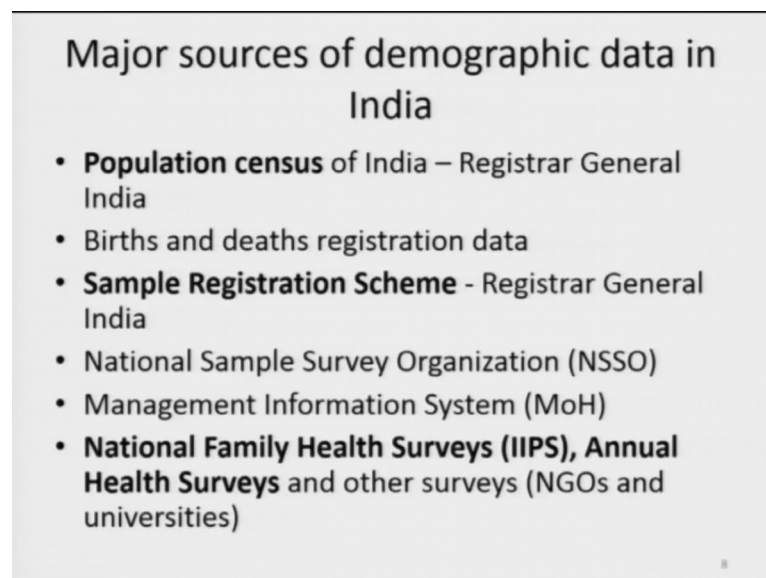 Major sources of demographic data in
India
• Population census of India – Registrar General
India
• Births and deaths registration data
• Sample Registration Scheme - Registrar General
India
• National Sample Survey Organization (NSSO)
• Management Information System (MoH)
• National Family Health Surveys (IIPS), Annual
Health Surveys and other surveys (NGOs and
universities)
8